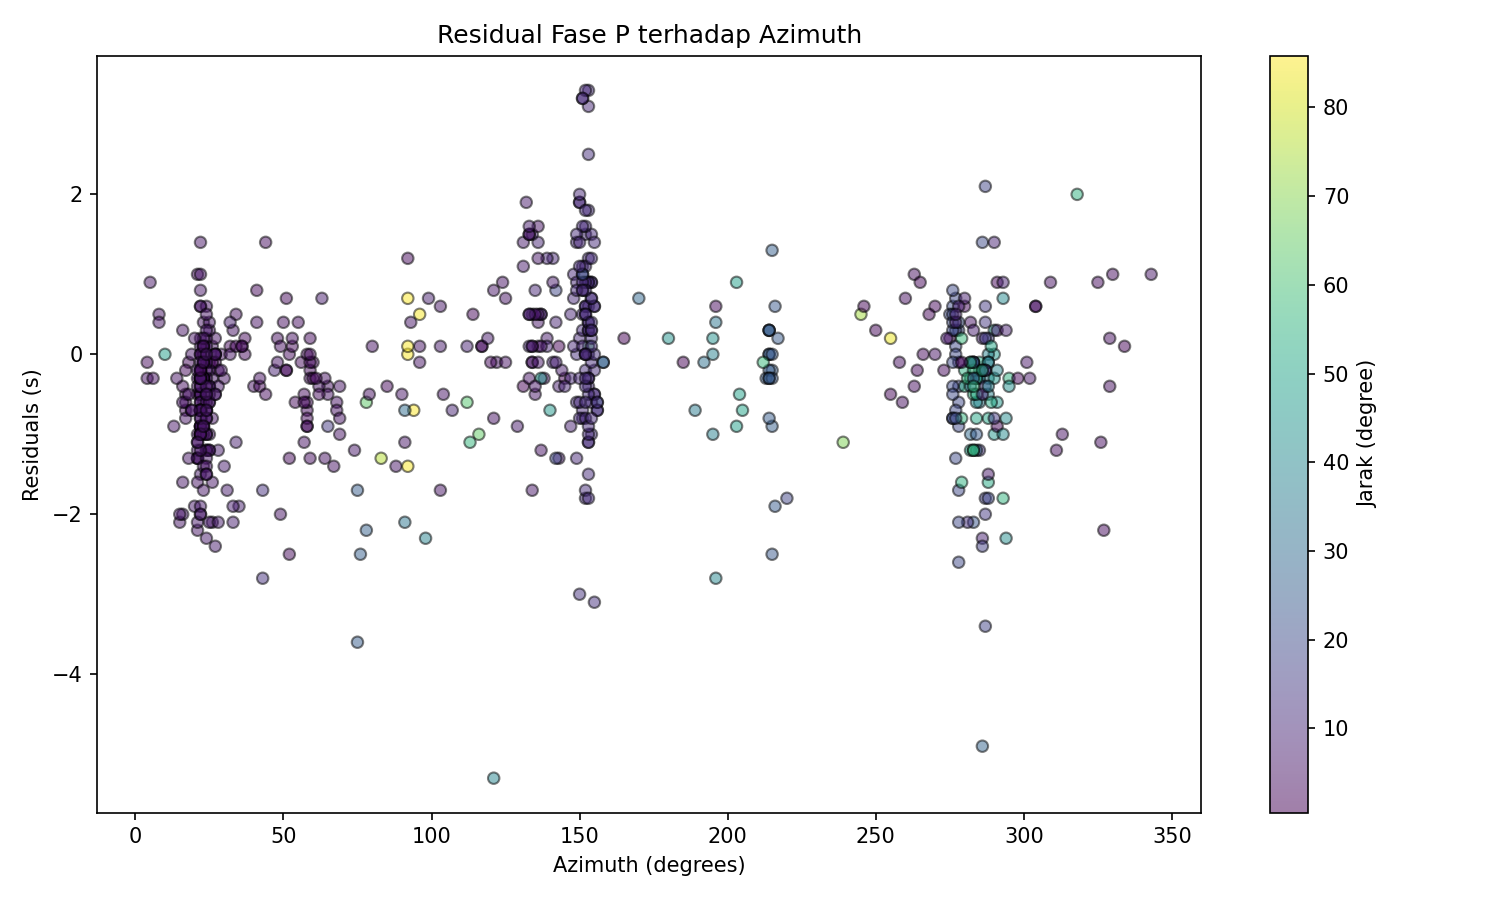 Residual Fase P terhadap Azimuth
Residuals (s)
2
0
−2
−4
0 50 100 150 200 250 300 350
Azimuth (degrees)
80
70
60
50
40
30
20
10
Jarak (degree)